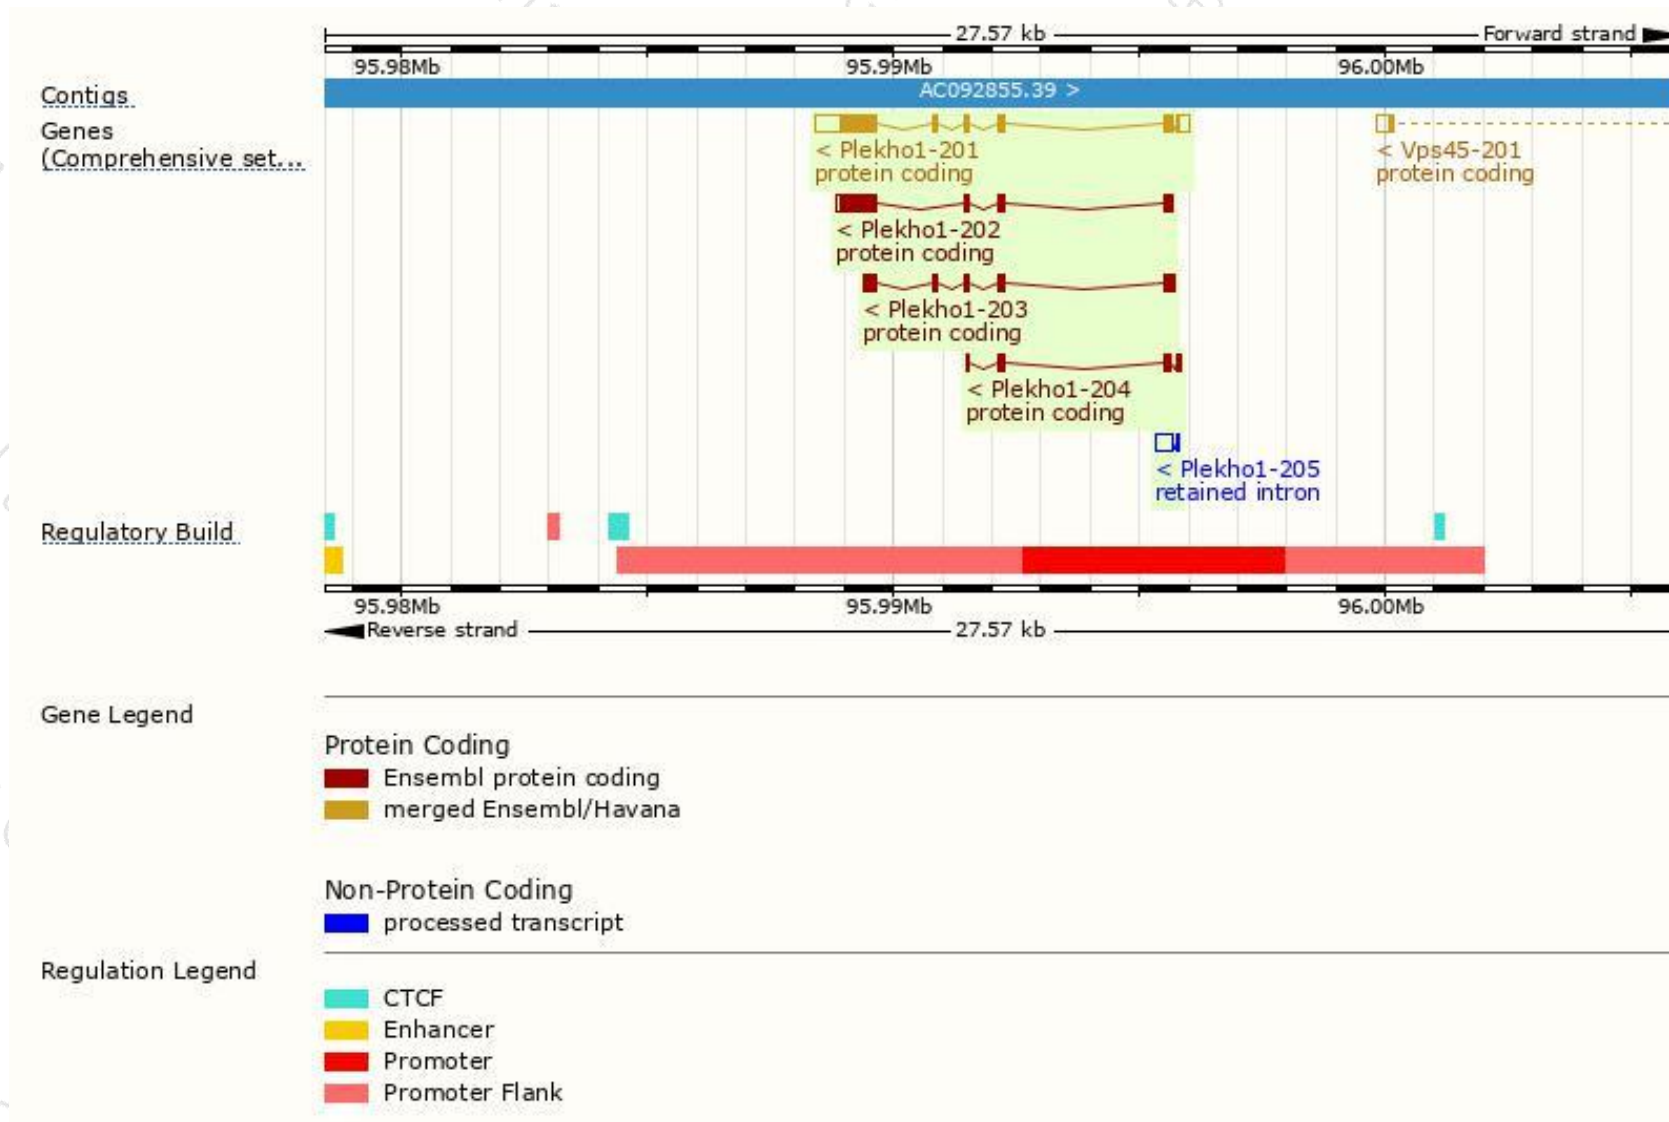 27.57 kb
Forward strand
95.98Mb 95.99Mb 96.00Mb
Contigs
AC092855.39 >
Genes
(Comprehensive set...
< Plekho1-201
protein coding
< Vps45-201
protein coding
< Plekho1-202
protein coding
< Plekho1-203
protein coding
< Plekho1-204
protein coding
< Plekho1-205
retained intron
Regulatory Build
95.98Mb 95.99Mb 96.00Mb
Reverse strand
27.57 kb
Gene Legend
Protein Coding
Ensembl protein coding
merged Ensembl/Havana
Non-Protein Coding
processed transcript
Regulation Legend
CTCF
Enhancer
Promoter
Promoter Flank